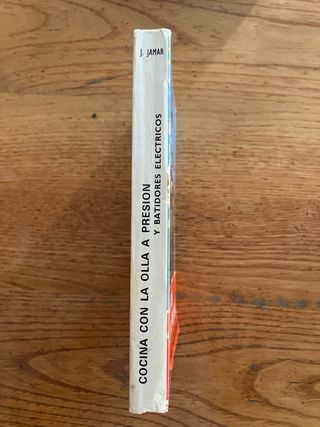 J. JAMAR
COCINA CON LA OLLA A PRESION
Y BATIDORES ELECTRICOS